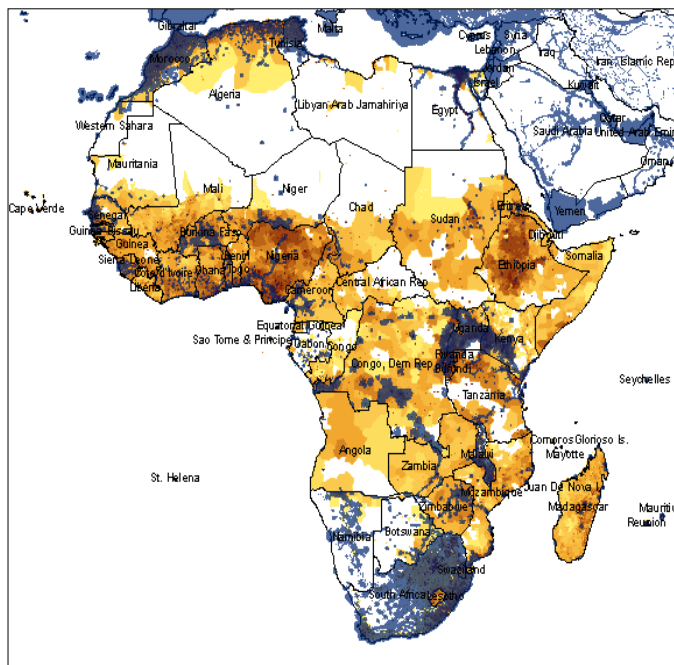 Gibraltar
Malta
Cyprus
Syria
Tunisia
Lebanon
Iraq
Iran, Islamic Rep
Morocco
Jordan
Israel
Kuwait
Algeria
Libyan Arab Jamahiriya
Egypt
Qatar
Western Sahara
Saudi Arabia
United Arab Emir
Oman
Mauritania
Mali
Niger
Cape Verde
Chad
Sudan
Eritrea
Yemen
Senegal
Guinea Bissau
Burkina Faso
Djibouti
Guinea
Benin
Nigeria
Somalia
Sierra Leone
Cote d'Ivoire
Ghana
Togo
Ethiopia
Liberia
Central African Rep
Cameroon
Equatorial Guinea
Uganda
Kenya
Sao Tome & Principe
Gabon
Congo
Rwanda
Congo, Dem Rep
Burundi
Seychelles
Tanzania
Comoros
Glorioso Is.
Angola
Malawi
Mayotte
Zambia
St. Helena
Mozambique
Juan De Nova I
Zimbabwe
Madagascar
Mauritiu
Namibia
Botswana
Reunion
Swaziland
South Africa
Lesotho